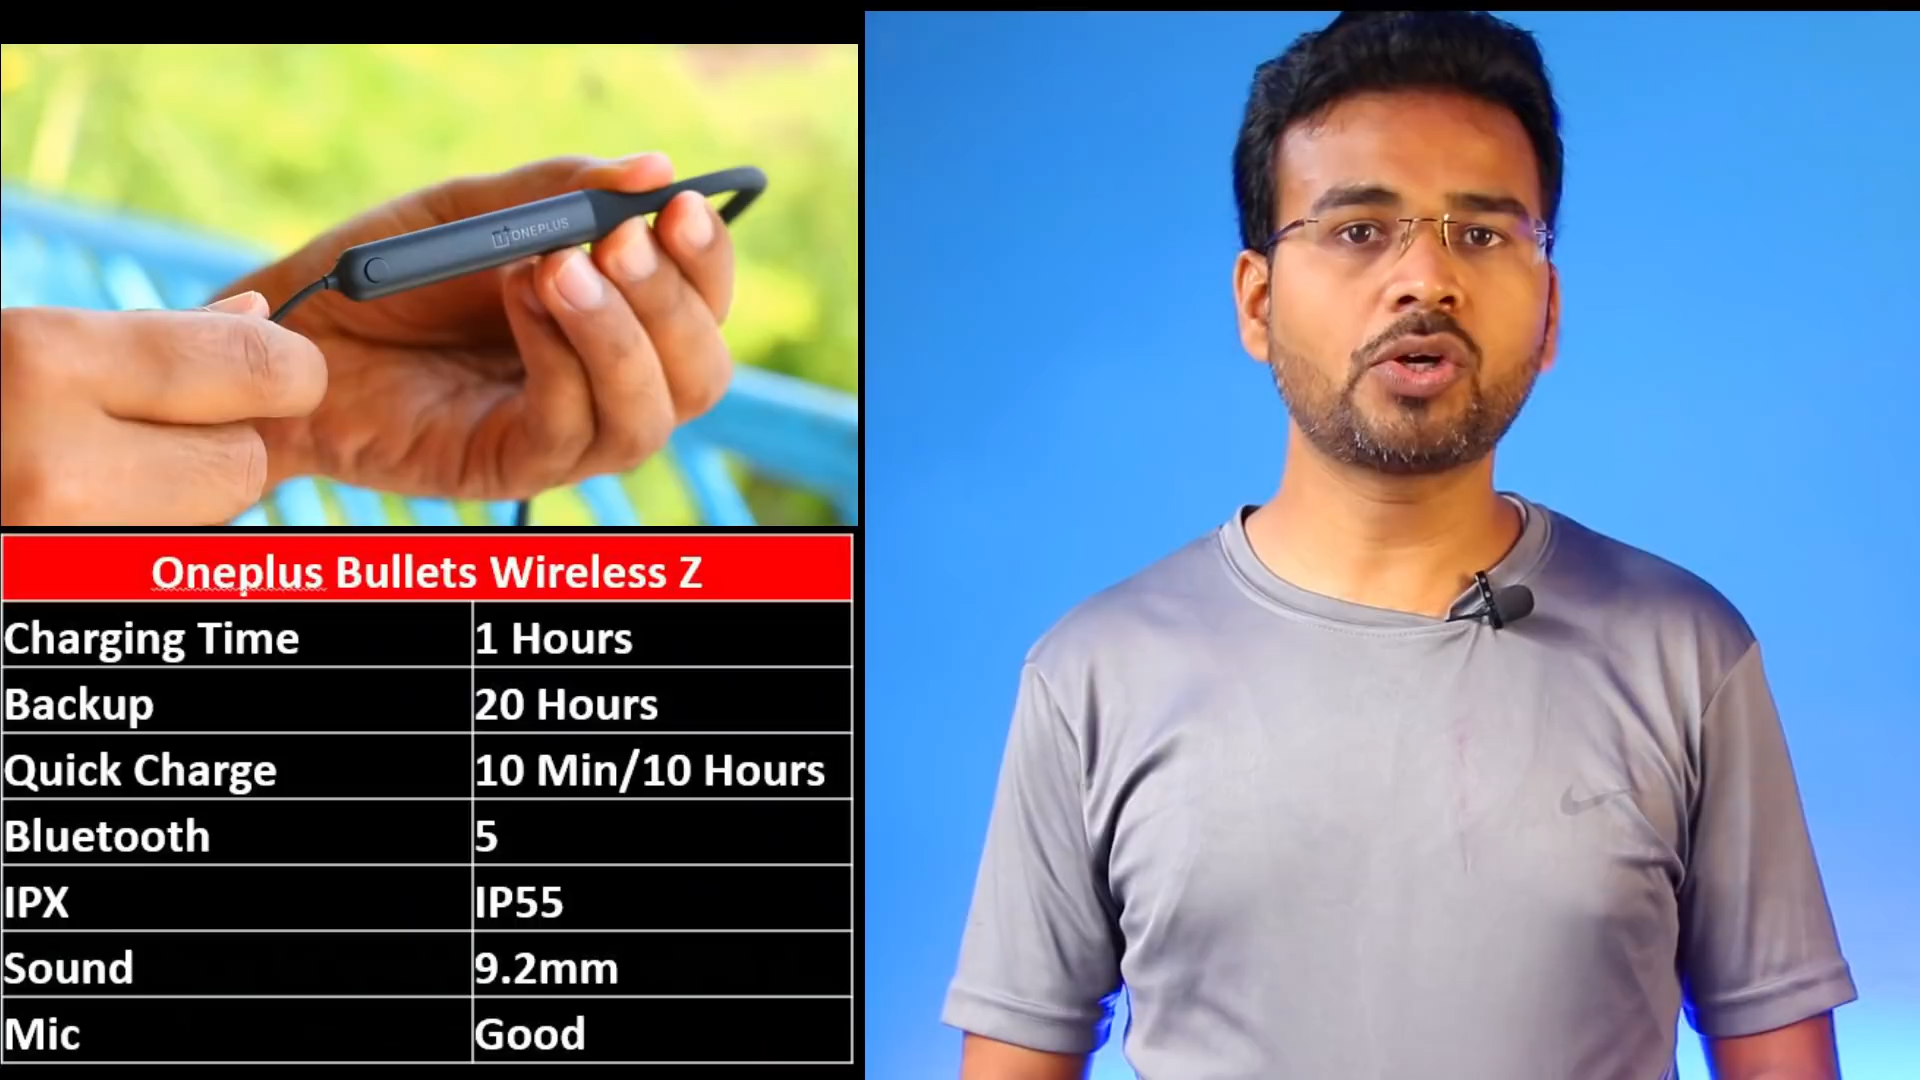 ONEPLUS
Oneplus Bullets Wireless Z
Charging Time 1 Hours
Backup 20 Hours
Quick Charge 10 Min/10 Hours
Bluetooth 5
IPX IP55
Sound 9.2mm
Mic Good